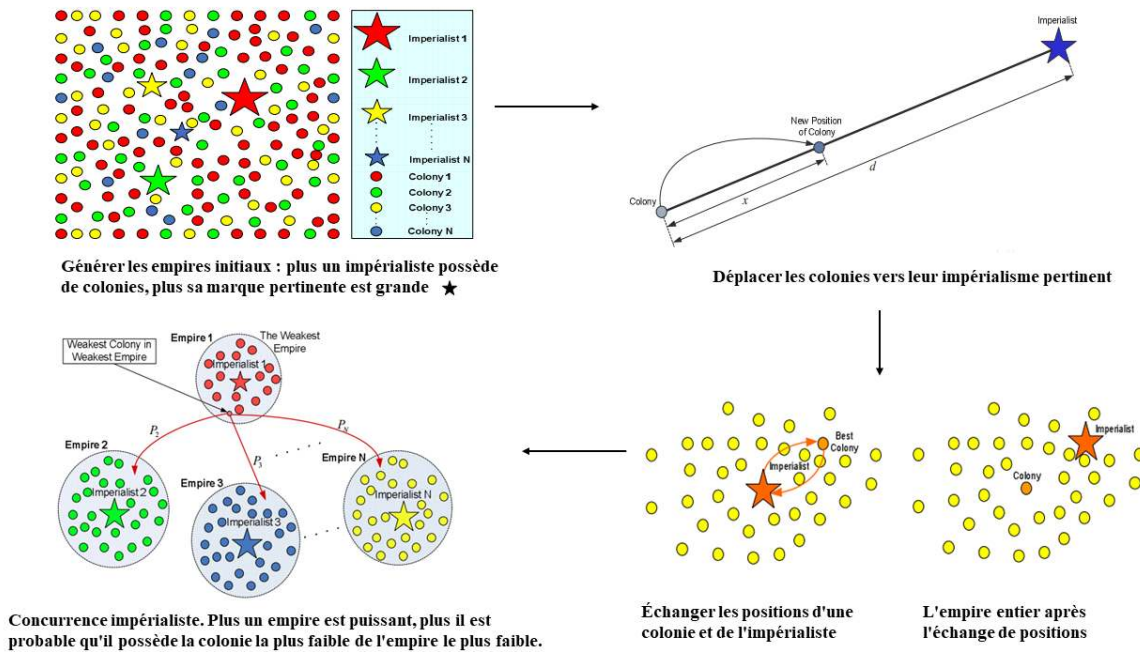 Imperialist 1
Imperialist 2
Imperialist 3
Imperialist N
Colony 1
Colony 2
Colony 3
Colony N
Générer les empires initiaux : plus un impérialiste possède
de colonies, plus sa marque pertinente est grande ★
Imperialist
New Position
of Colony
Colony
x
d
Déplacer les colonies vers leur impérialisme pertinent
Weakest Colony in
Weakest Empire
Empire 1
The Weakest
Empire
Imperialist 1
P2
P3
PN
Empire 2
Imperialist 2
Empire 3
Imperialist 3
Empire N
Imperialist N
Concurrence impérialiste. Plus un empire est puissant, plus il est
probable qu'il possède la colonie la plus faible de l'empire le plus faible.
Best
Colony
Imperialist
Échanger les positions d'une
colonie et de l'impérialiste
Imperialist
Colony
L'empire entier après
l'échange de positions